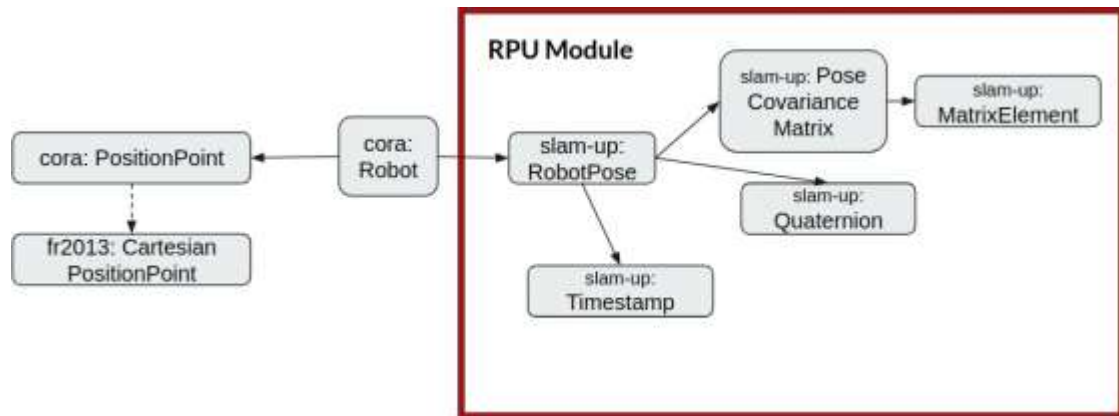 RPU Module
cora: PositionPoint
fr2013: Cartesian
PositionPoint
cora:
Robot
slam-up:
RobotPose
slam-up: Pose
Covariance
Matrix
slam-up:
MatrixElement
slam-up:
Quaternion
slam-up:
Timestamp